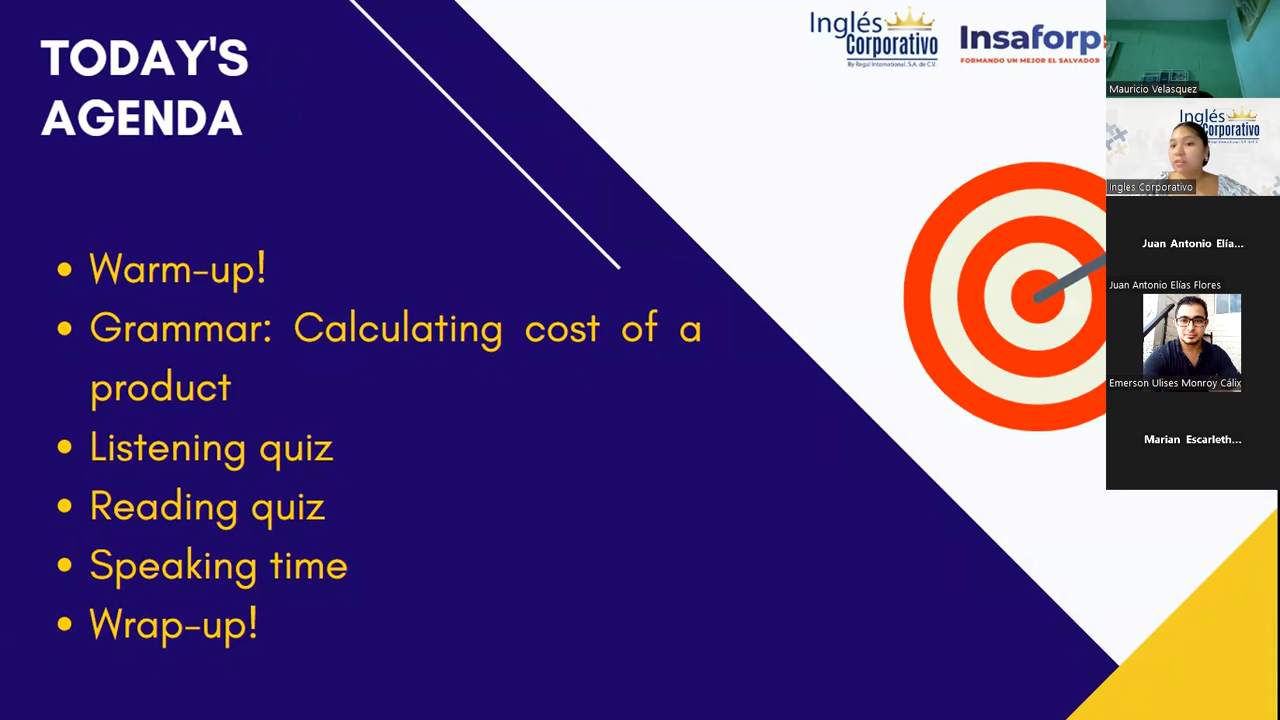 TODAY'S
AGENDA
Warm-up!
Grammar: Calculating cost of a
product
Listening quiz
Reading quiz
Speaking time
Wrap-up!
Inglés
Corporativo
By Regal International, S.A. de C.V.
Insaforp
FORMANDO UN MEJOR EL SALVADOR
Mauricio Velasquez
Inglés
Corporativo
Ingles Corporativo
Juan Antonio Elía...
Juan Antonio Elías Flores
Emerson Ulises Monroy Cálix
Marian Escarleth...